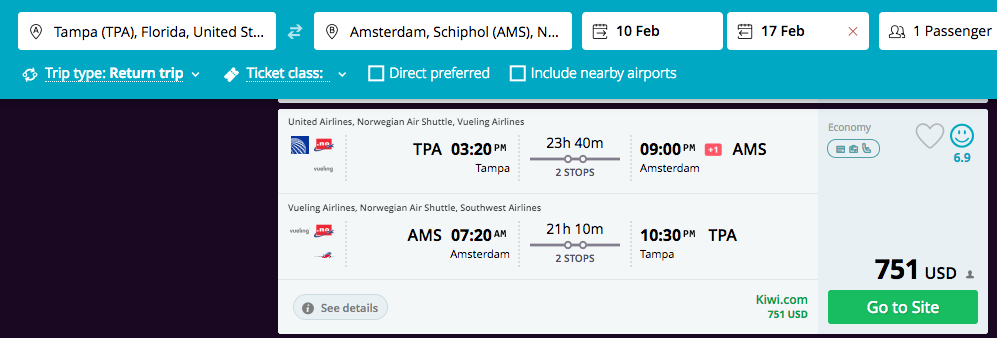 A Tampa (TPA), Florida, United St... B Amsterdam, Schiphol (AMS), N... 10 Feb 17 Feb 1 Passenger
Trip type: Return trip Ticket class: Direct preferred Include nearby airports
United Airlines, Norwegian Air Shuttle, Vueling Airlines
TPA 03:20 PM 23h 40m 09:00 PM +1 AMS
Tampa 2 STOPS Amsterdam
vueling
Economy
6.9
Vueling Airlines, Norwegian Air Shuttle, Southwest Airlines
vueling AMS 07:20 AM 21h 10m 10:30 PM TPA
Amsterdam 2 STOPS Tampa
751 USD
See details
Kiwi.com
751 USD
Go to Site